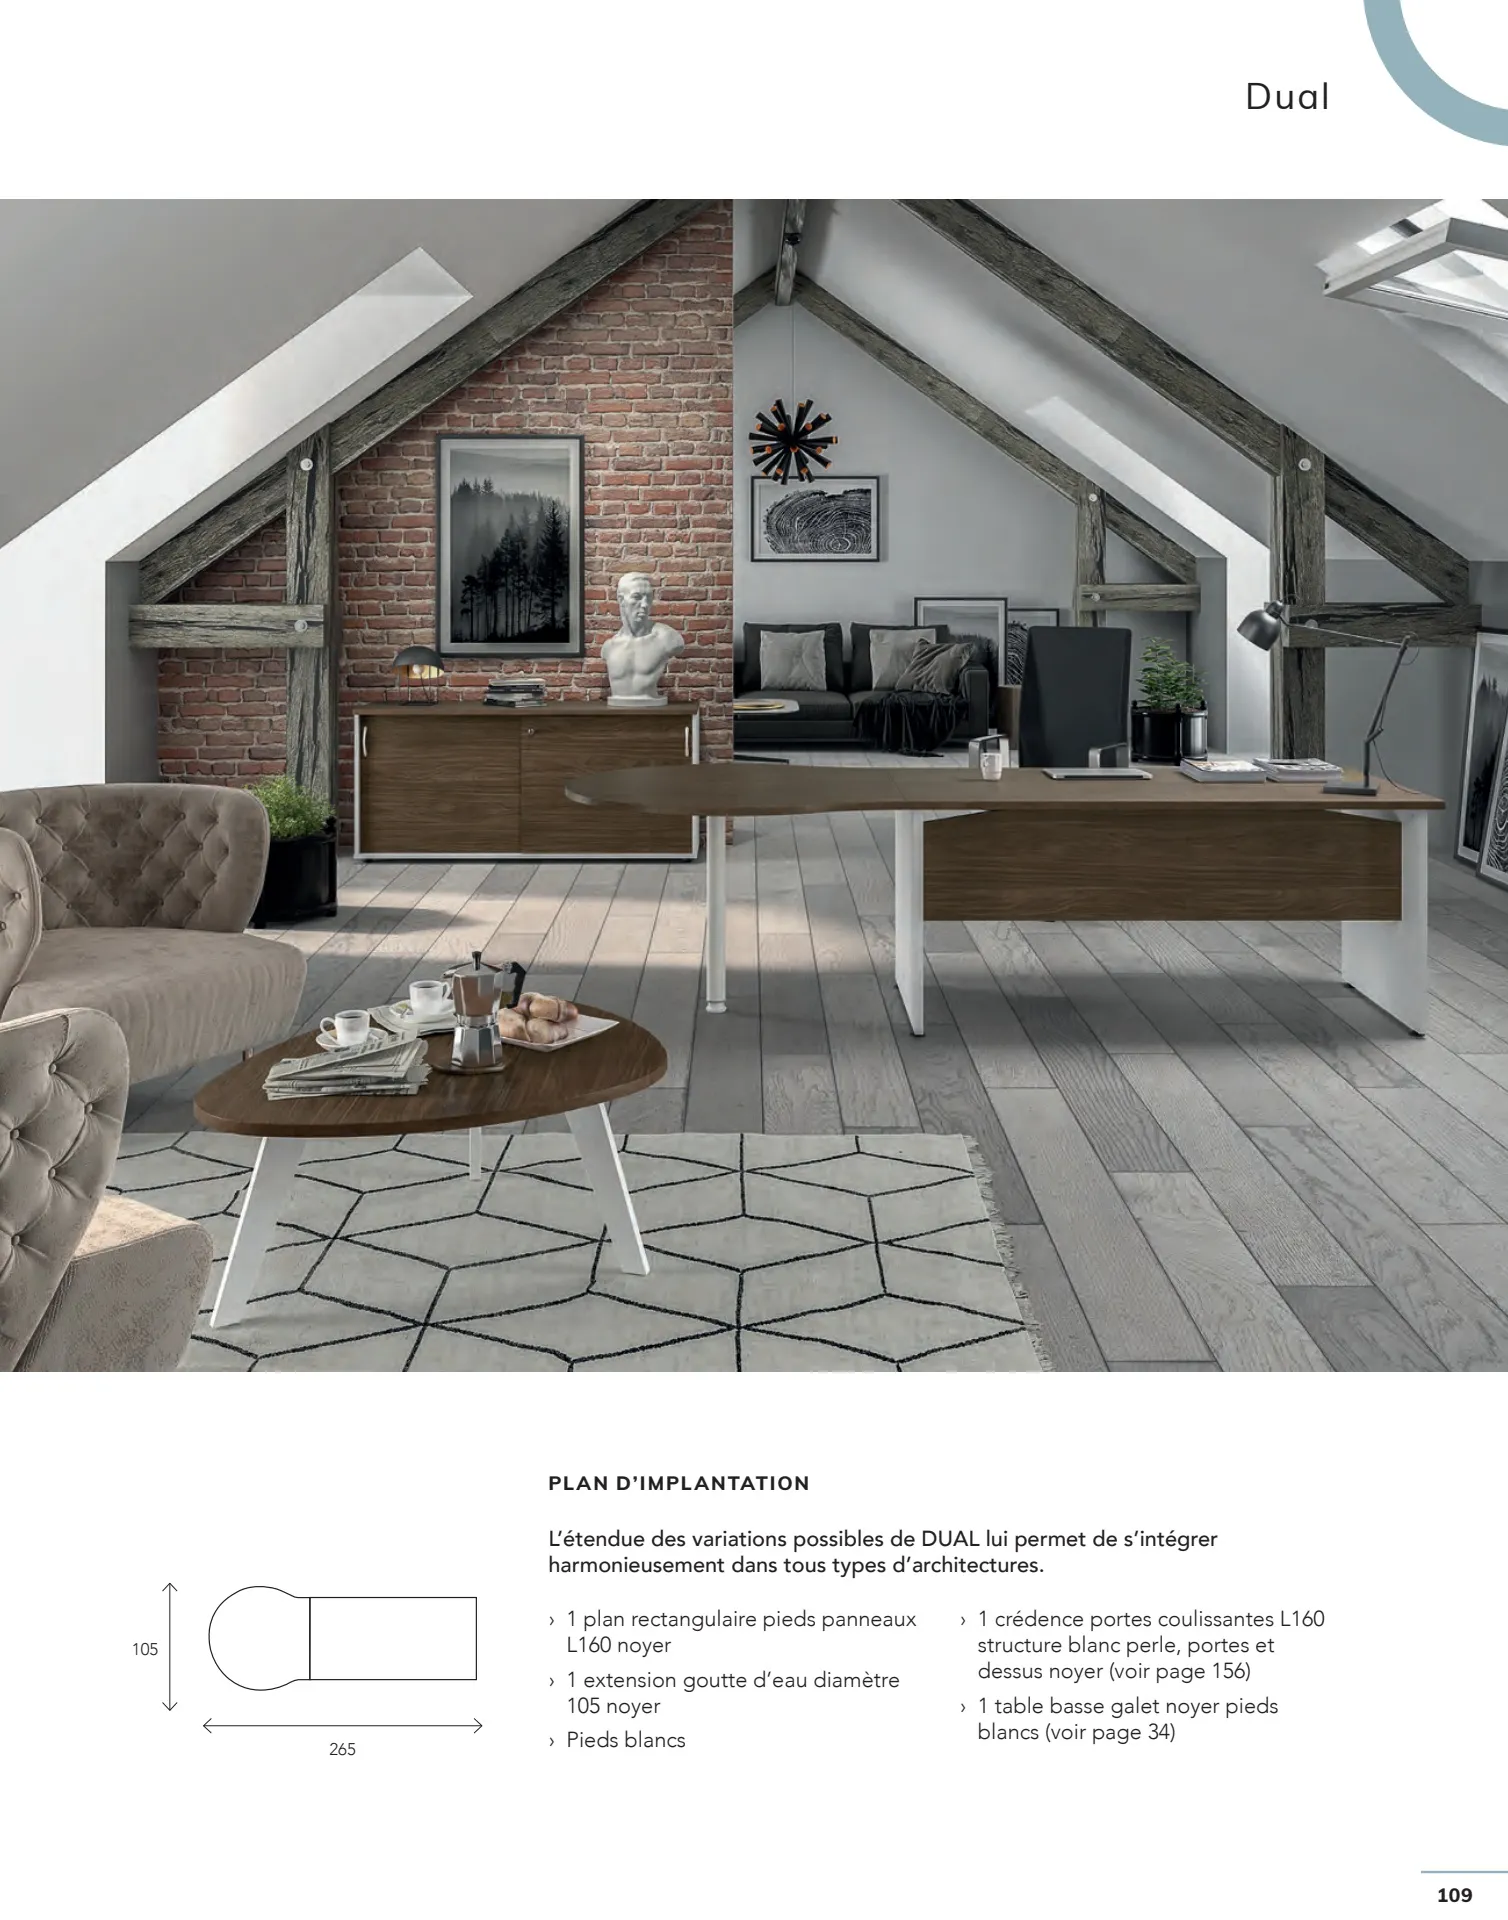 Dual
PLAN D’IMPLANTATION
L’étendue des variations possibles de DUAL lui permet de s’intégrer
harmonieusement dans tous types d’architectures.
› 1 plan rectangulaire pieds panneaux
L160 noyer
› 1 extension goutte d’eau diamètre
105 noyer
› Pieds blancs
› 1 crédence portes coulissantes L160
structure blanc perle, portes et
dessus noyer (voir page 156)
› 1 table basse galet noyer pieds
blancs (voir page 34)
105
265
109